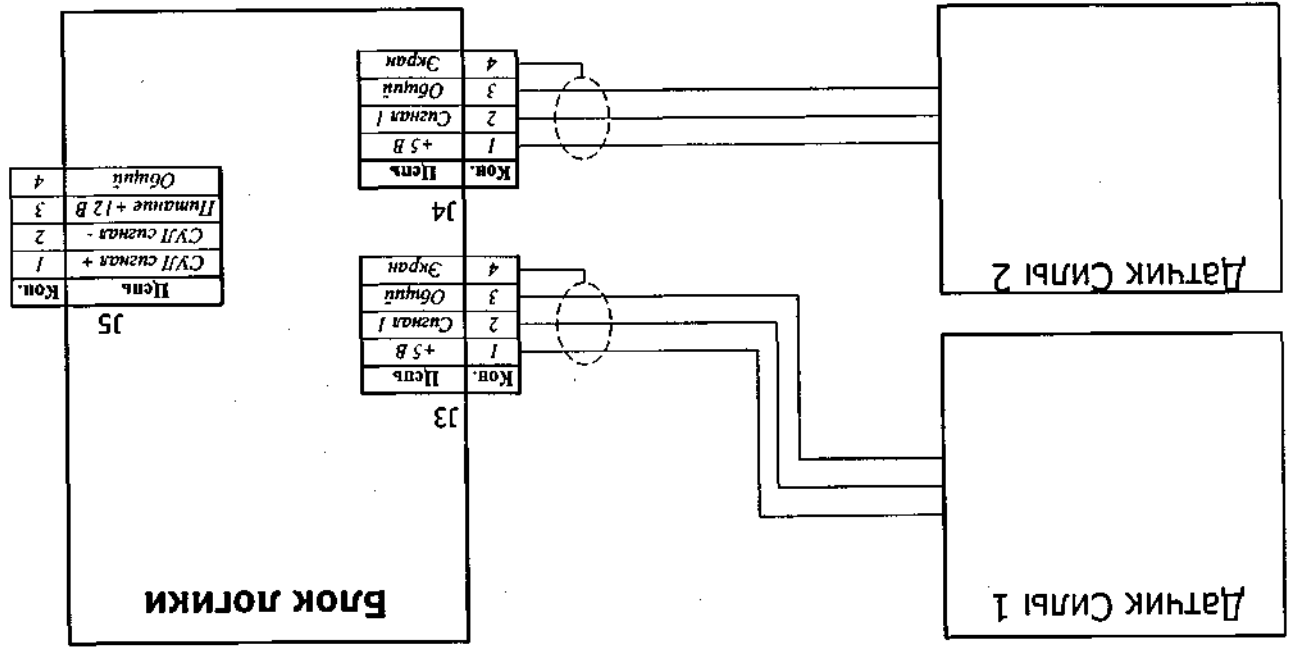 Датчик Силы 1
Блок логики
J3
Кон. Цепь
1 +5 В
2 Сигнал 1
3 Общий
4 Экран
J5
Цепь Кон.
СУЛ сигнал + 1
СУЛ сигнал - 2
Питание +12 В 3
Общий 4
Датчик Силы 2
J4
Кон. Цепь
1 +5 В
2 Сигнал 1
3 Общий
4 Экран